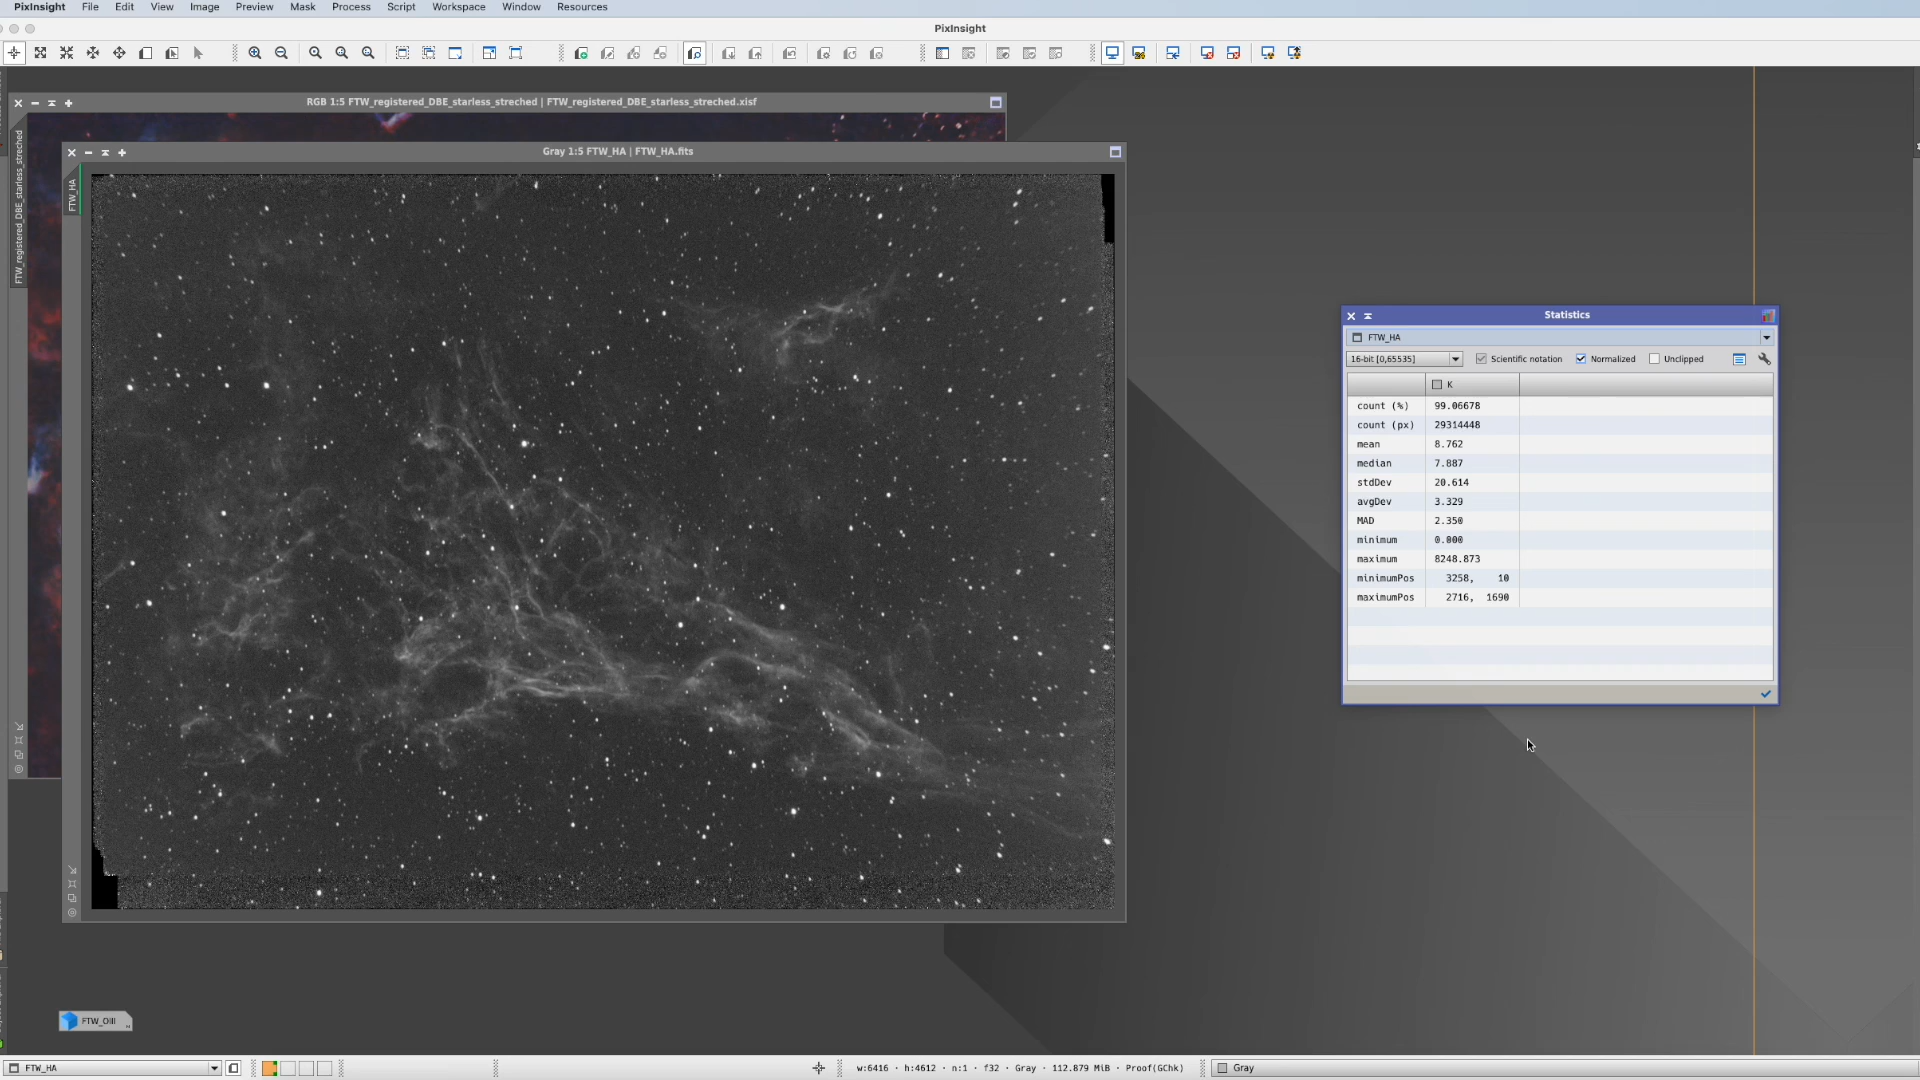 PixInsight File Edit View Image Preview Mask Process Script Workspace Window Resources
PixInsight
RGB 1:5 FTW_registered_DBE_starless_streched | FTW_registered_DBE_starless_streched.xisf
FTW_registered_DBE_starless_streched
Gray 1:5 FTW_HA | FTW_HA.fits
FTW_HA
Statistics
FTW_HA
16-bit [0,65535] Scientific notation Normalized Unclipped
K
count (%) 99.06678
count (px) 29314448
mean 8.762
median 7.887
stdDev 20.614
avgDev 3.329
MAD 2.350
minimum 0.000
maximum 8248.873
minimumPos 3258, 10
maximumPos 2716, 1690
FTW_OIII
FTW_HA
w:6416 · h:4612 · n:1 · f32 · Gray · 112.879 MiB · Proof(GChk)
Gray